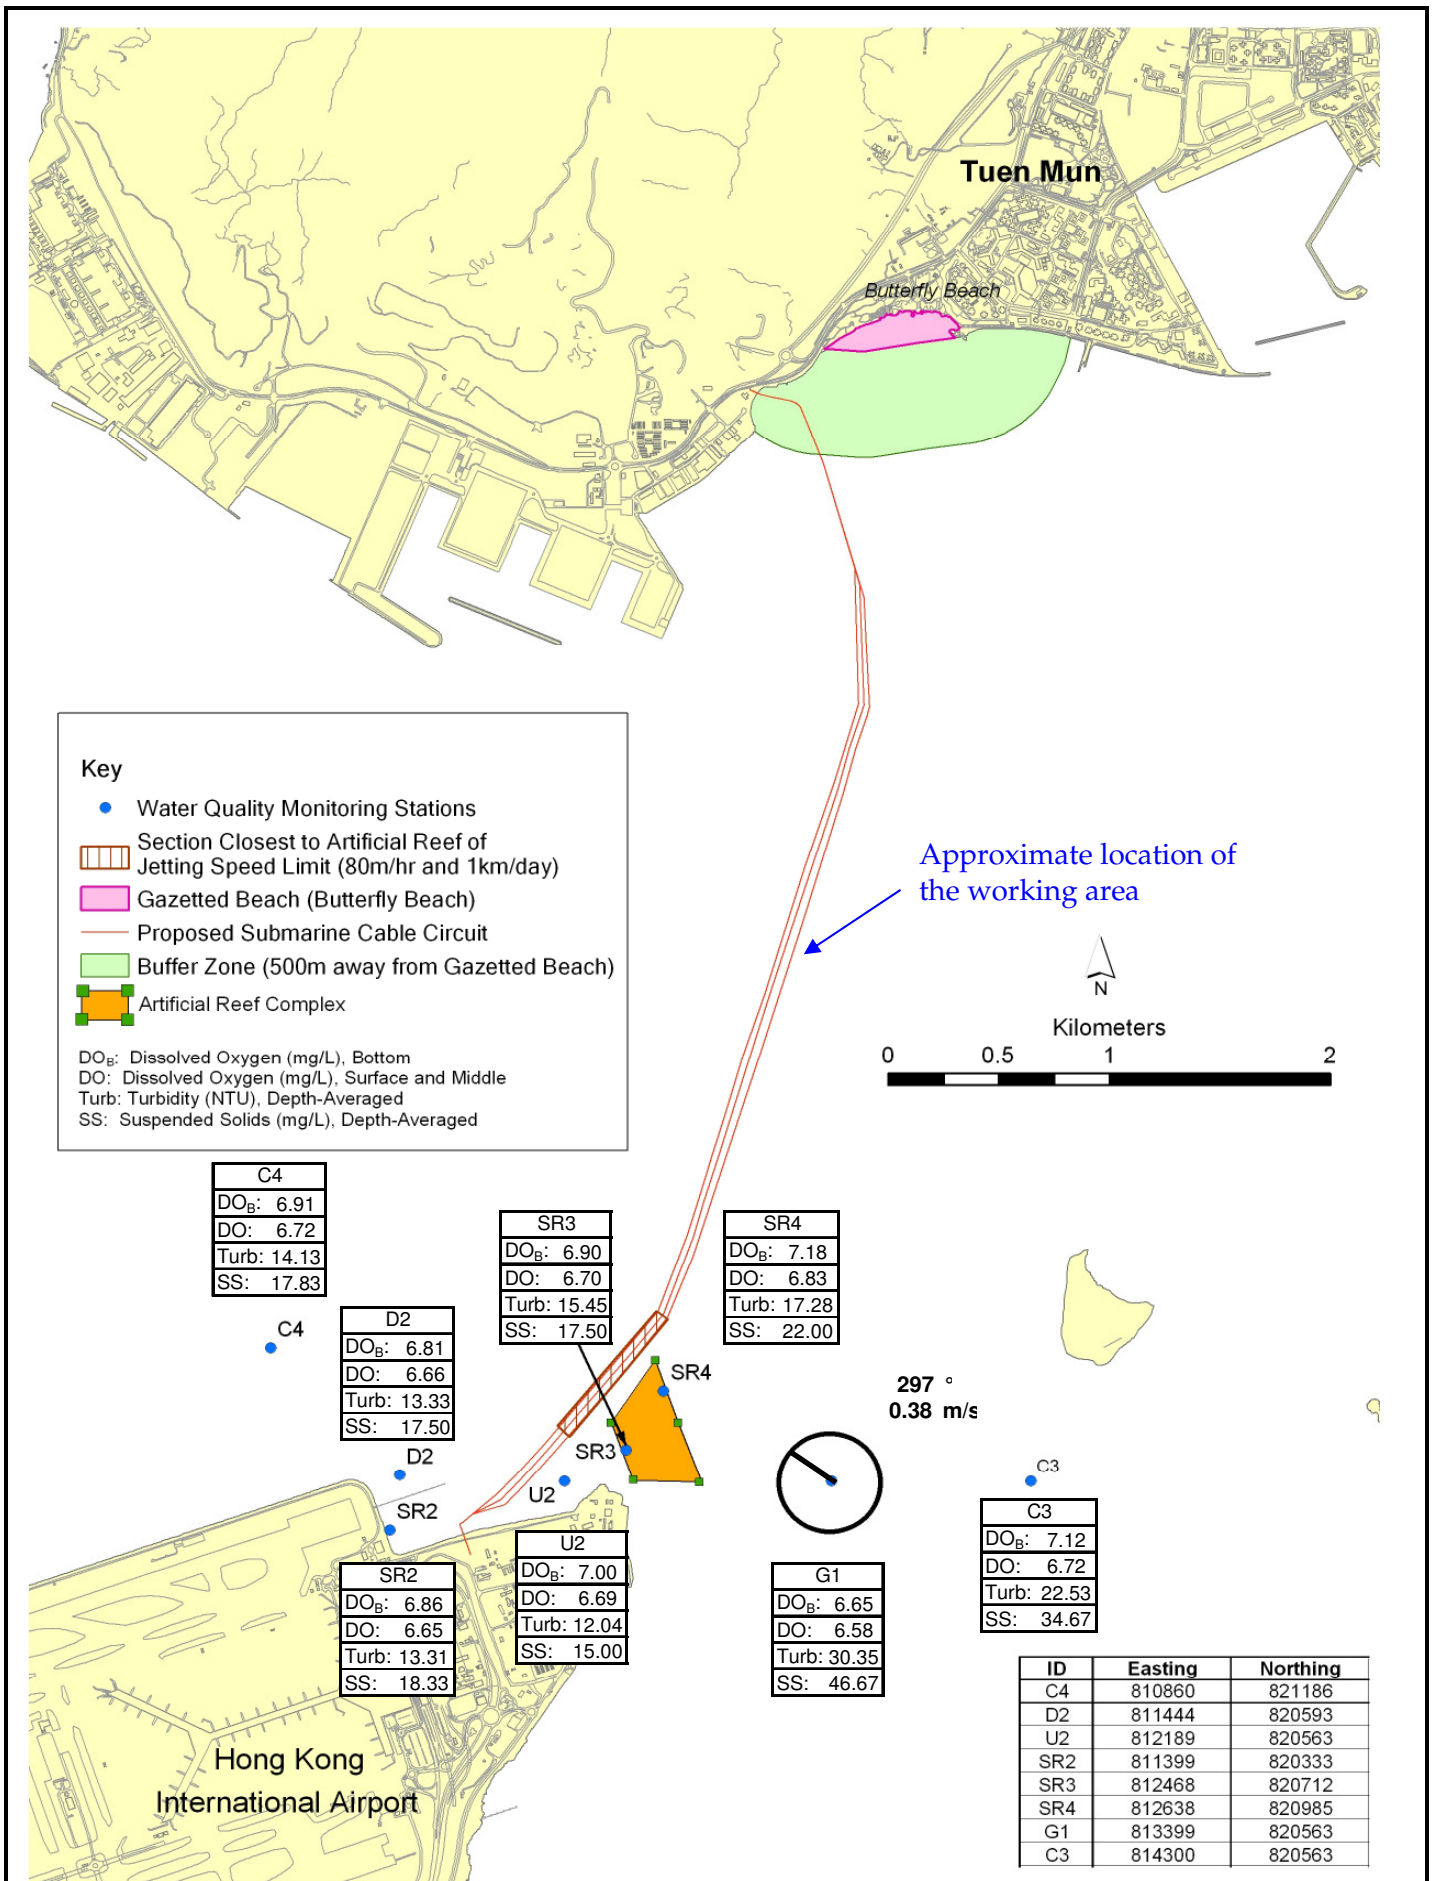 Tuen Mun
Butterfly Beach
Key
Water Quality Monitoring Stations
Section Closest to Artificial Reef of
Jetting Speed Limit (80m/hr and 1km/day)
Gazetted Beach (Butterfly Beach)
Proposed Submarine Cable Circuit
Buffer Zone (500m away from Gazetted Beach)
Artificial Reef Complex
DOB: Dissolved Oxygen (mg/L), Bottom
DO: Dissolved Oxygen (mg/L), Surface and Middle
Turb: Turbidity (NTU), Depth-Averaged
SS: Suspended Solids (mg/L), Depth-Averaged
Approximate location of
the working area
N
Kilometers
0 0.5 1 2
C4
DOB: 6.91
DO: 6.72
Turb: 14.13
SS: 17.83
C4
D2
DOB: 6.81
DO: 6.66
Turb: 13.33
SS: 17.50
D2
SR3
DOB: 6.90
DO: 6.70
Turb: 15.45
SS: 17.50
SR3
SR4
DOB: 7.18
DO: 6.83
Turb: 17.28
SS: 22.00
SR4
297 °
0.38 m/s
C3
C3
DOB: 7.12
DO: 6.72
Turb: 22.53
SS: 34.67
U2
U2
DOB: 7.00
DO: 6.69
Turb: 12.04
SS: 15.00
SR2
SR2
DOB: 6.86
DO: 6.65
Turb: 13.31
SS: 18.33
G1
DOB: 6.65
DO: 6.58
Turb: 30.35
SS: 46.67
Hong Kong
International Airport
ID Easting Northing
C4 810860 821186
D2 811444 820593
U2 812189 820563
SR2 811399 820333
SR3 812468 820712
SR4 812638 820985
G1 813399 820563
C3 814300 820563